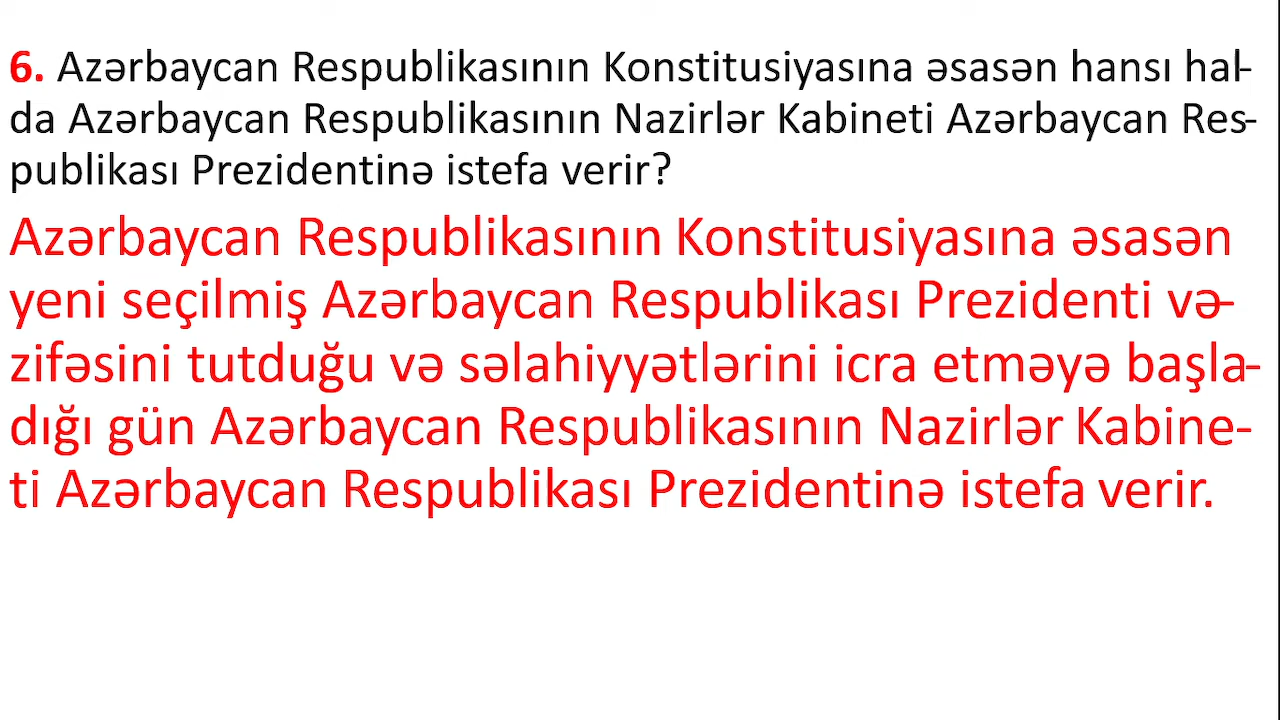 6. Azərbaycan Respublikasının Konstitusiyasına əsasən hansı hal-
da Azərbaycan Respublikasının Nazirlər Kabineti Azərbaycan Res-
publikası Prezidentinə istefa verir?
Azərbaycan Respublikasının Konstitusiyasına əsasən
yeni seçilmiş Azərbaycan Respublikası Prezidenti və-
zifəsini tutduğu və səlahiyyətlərini icra etməyə başla-
dığı gün Azərbaycan Respublikasının Nazirlər Kabine-
ti Azərbaycan Respublikası Prezidentinə istefa verir.